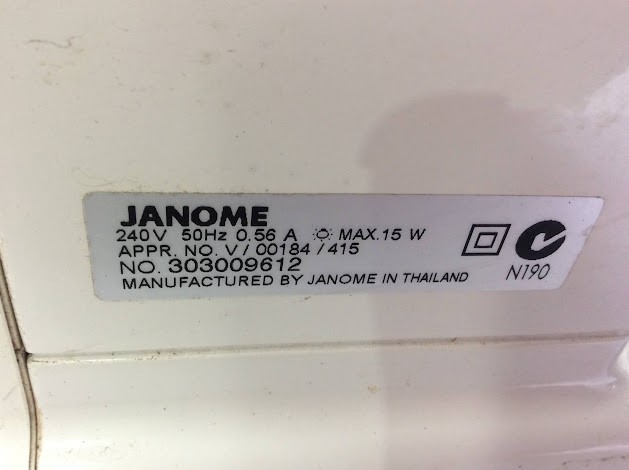 JANOME
240V 50Hz 0.56 A MAX.15 W
APPR. NO. V/00184/415
NO. 303009612
MANUFACTURED BY JANOME IN THAILAND
N190